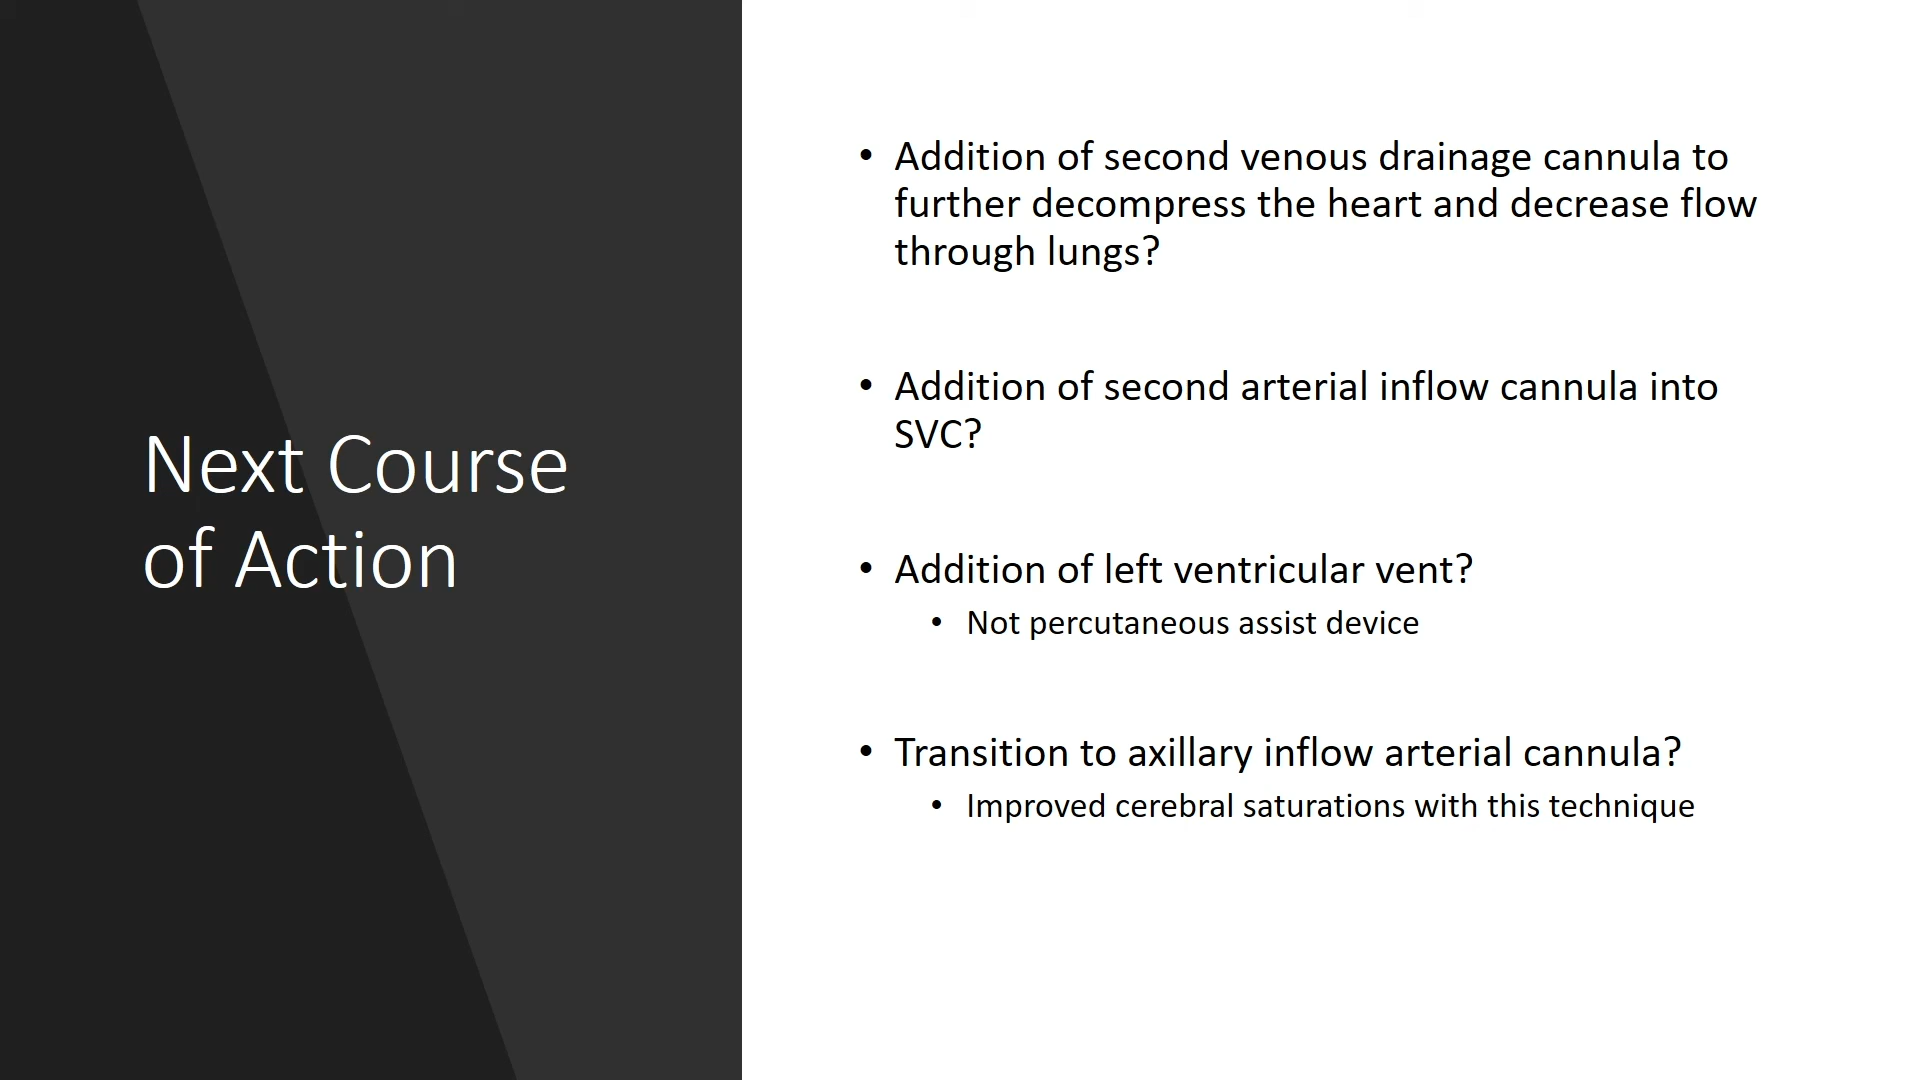 Next Course
of Action
• Addition of second venous drainage cannula to
further decompress the heart and decrease flow
through lungs?
• Addition of second arterial inflow cannula into
SVC?
• Addition of left ventricular vent?
• Not percutaneous assist device
• Transition to axillary inflow arterial cannula?
• Improved cerebral saturations with this technique